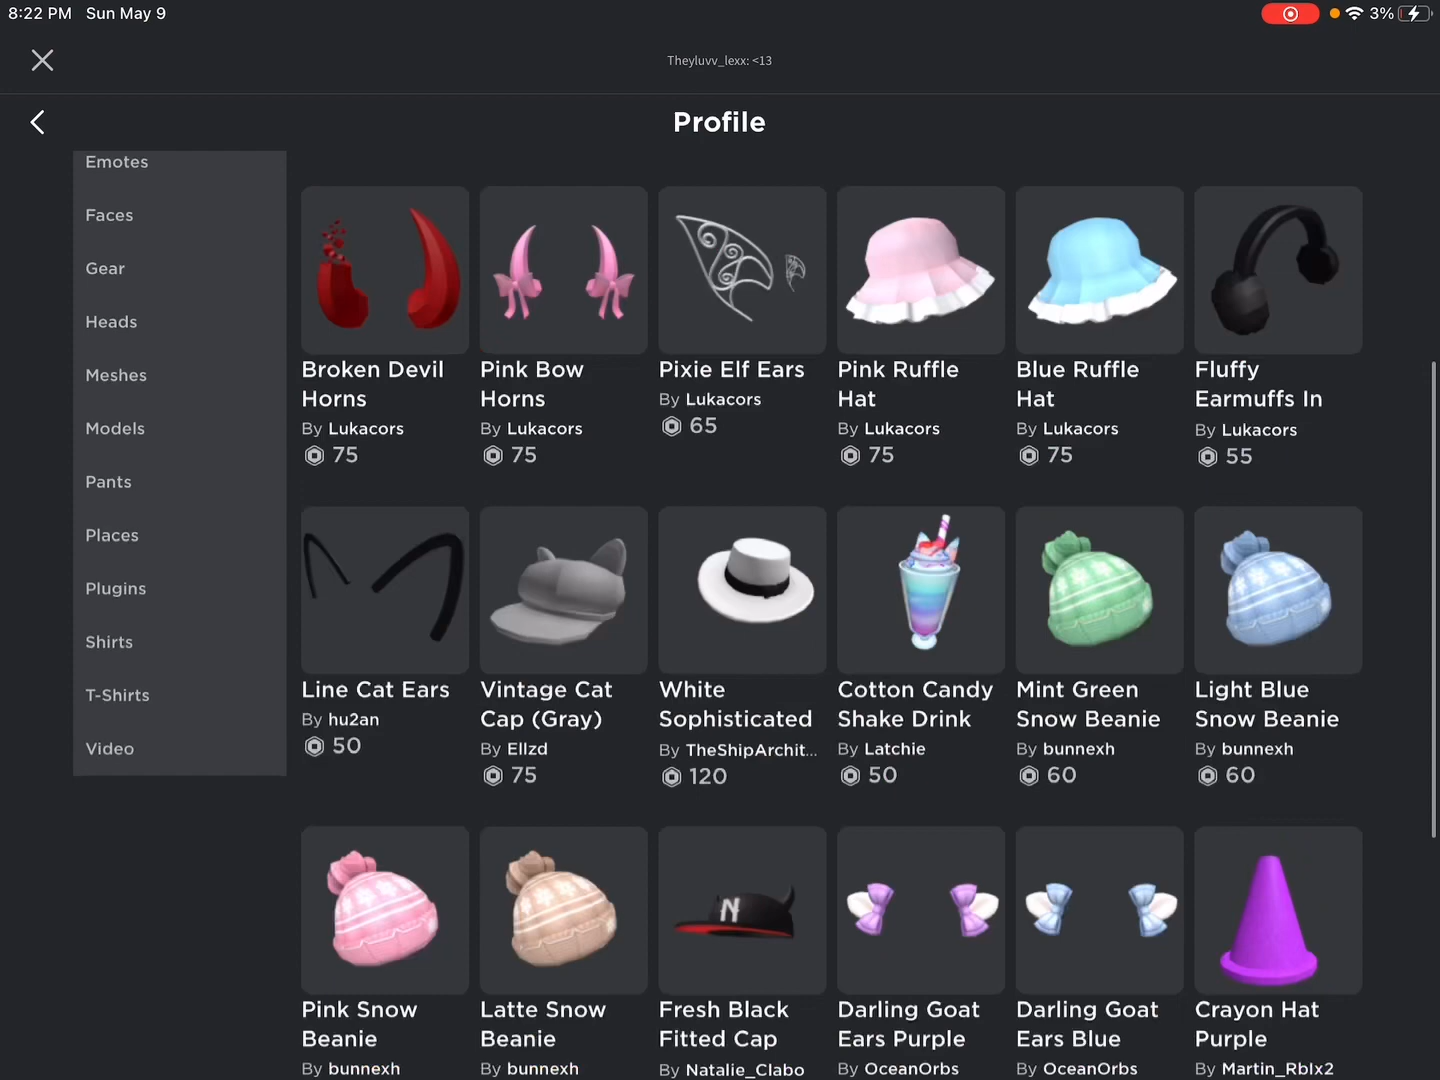 8:22 PM Sun May 9
3%
Theyluvv_lexx: <13
Profile
Emotes
Faces
Gear
Heads
Meshes
Models
Pants
Places
Plugins
Shirts
T-Shirts
Video
Broken Devil
Horns
By Lukacors
75
Pink Bow
Horns
By Lukacors
75
Pixie Elf Ears
By Lukacors
65
Pink Ruffle
Hat
By Lukacors
75
Blue Ruffle
Hat
By Lukacors
75
Fluffy
Earmuffs In
By Lukacors
55
Line Cat Ears
By hu2an
50
Vintage Cat
Cap (Gray)
By Ellzd
75
White
Sophisticated
By TheShipArchit...
120
Cotton Candy
Shake Drink
By Latchie
50
Mint Green
Snow Beanie
By bunnexh
60
Light Blue
Snow Beanie
By bunnexh
60
Pink Snow
Beanie
By bunnexh
Latte Snow
Beanie
By bunnexh
N
Fresh Black
Fitted Cap
By Natalie_Clabo
Darling Goat
Ears Purple
By OceanOrbs
Darling Goat
Ears Blue
By OceanOrbs
Crayon Hat
Purple
By Martin_Rblx2